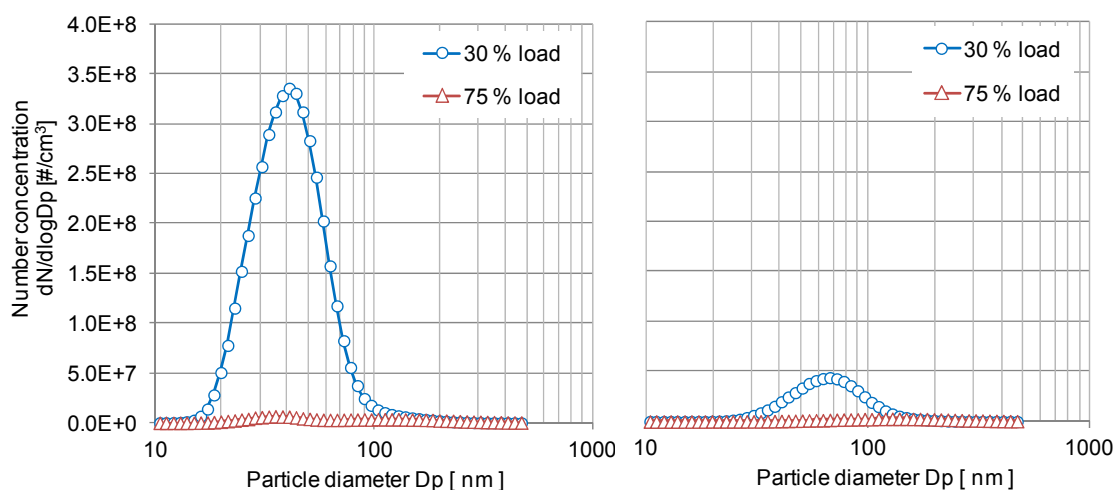 Number concentration
dN/dlogDp [#/cm³]
4.0E+8
3.5E+8
3.0E+8
2.5E+8
2.0E+8
1.5E+8
1.0E+8
5.0E+7
0.0E+0
30 % load
75 % load
10
100
1000
Particle diameter Dp [ nm ]
30 % load
75 % load
10
100
1000
Particle diameter Dp [ nm ]